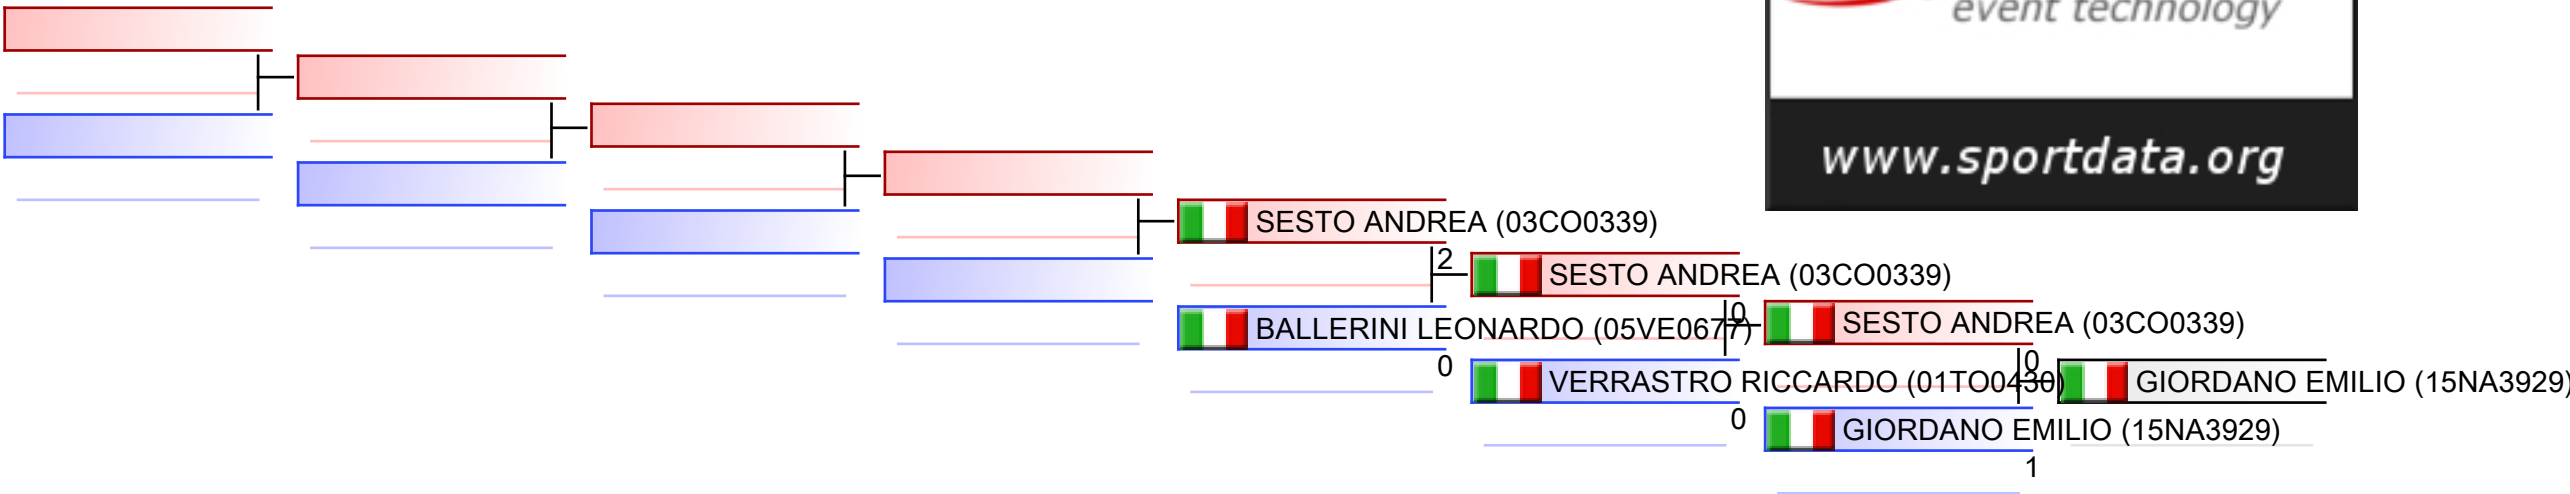 event technology
www.sportdata.org
SESTO ANDREA (03CO0339)
2
SESTO ANDREA (03CO0339)
BALLERINI LEONARDO (05VE0677)
0
0
SESTO ANDREA (03CO0339)
VERRASTRO RICCARDO (01TO0430)
0
0
GIORDANO EMILIO (15NA3929)
GIORDANO EMILIO (15NA3929)
1